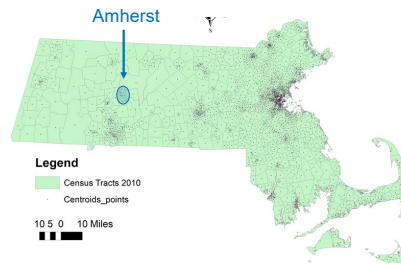 Amherst
S
Legend
Census Tracts 2010
Centroids_points
10 5 0 10 Miles